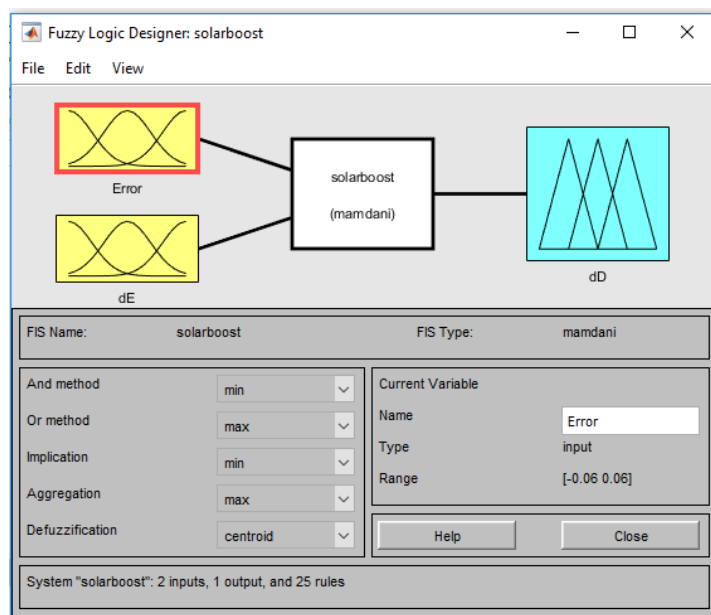 Fuzzy Logic Designer: solarboost
File Edit View
Error
dE
solarboost
(mamdani)
dD
FIS Name: solarboost FIS Type: mamdani
And method min
Or method max
Implication min
Aggregation max
Defuzzification centroid
Current Variable
Name Error
Type input
Range [-0.06 0.06]
Help Close
System "solarboost": 2 inputs, 1 output, and 25 rules